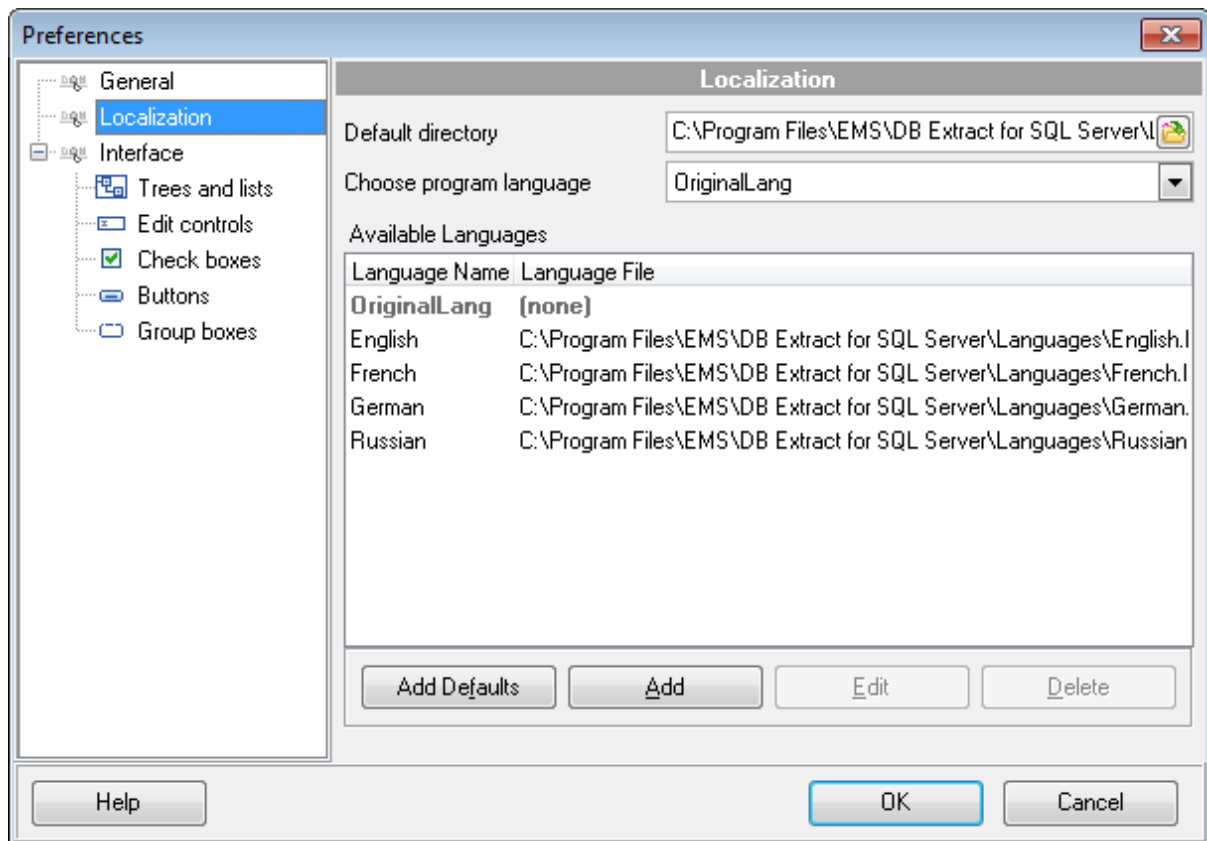 Preferences
General
Localization
Interface
Trees and lists
Edit controls
Check boxes
Buttons
Group boxes
Localization
Default directory
C:\Program Files\EMS\DB Extract for SQL Server\L
Choose program language
OriginalLang
Available Languages
Language Name Language File
OriginalLang (none)
English C:\Program Files\EMS\DB Extract for SQL Server\Languages\English.l
French C:\Program Files\EMS\DB Extract for SQL Server\Languages\French.l
German C:\Program Files\EMS\DB Extract for SQL Server\Languages\German.
Russian C:\Program Files\EMS\DB Extract for SQL Server\Languages\Russian
Add Defaults Add Edit Delete
Help OK Cancel